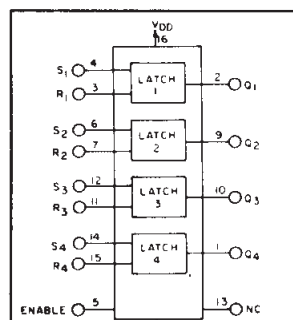 VDD
16
S1 4
R1 3
LATCH 1
2 Q1
S2 6
R2 7
LATCH 2
9 Q2
S3 12
R3 11
LATCH 3
10 Q3
S4 14
R4 15
LATCH 4
1 Q4
ENABLE 5
13 NC